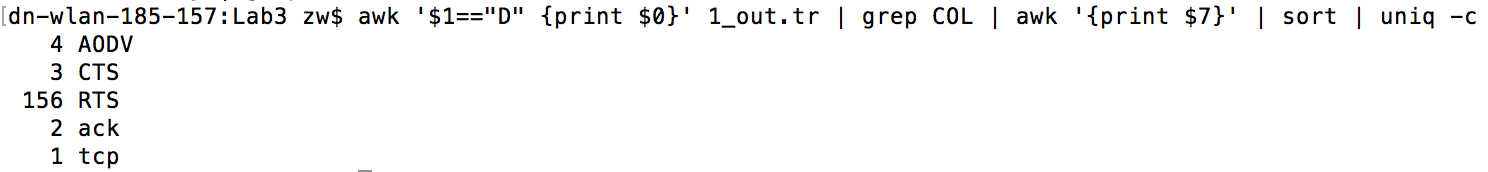 [dn-wlan-185-157:Lab3 zw$ awk '$1=="D" {print $0}' 1_out.tr | grep COL | awk '{print $7}' | sort | uniq -c
4 AODV
3 CTS
156 RTS
2 ack
1 tcp